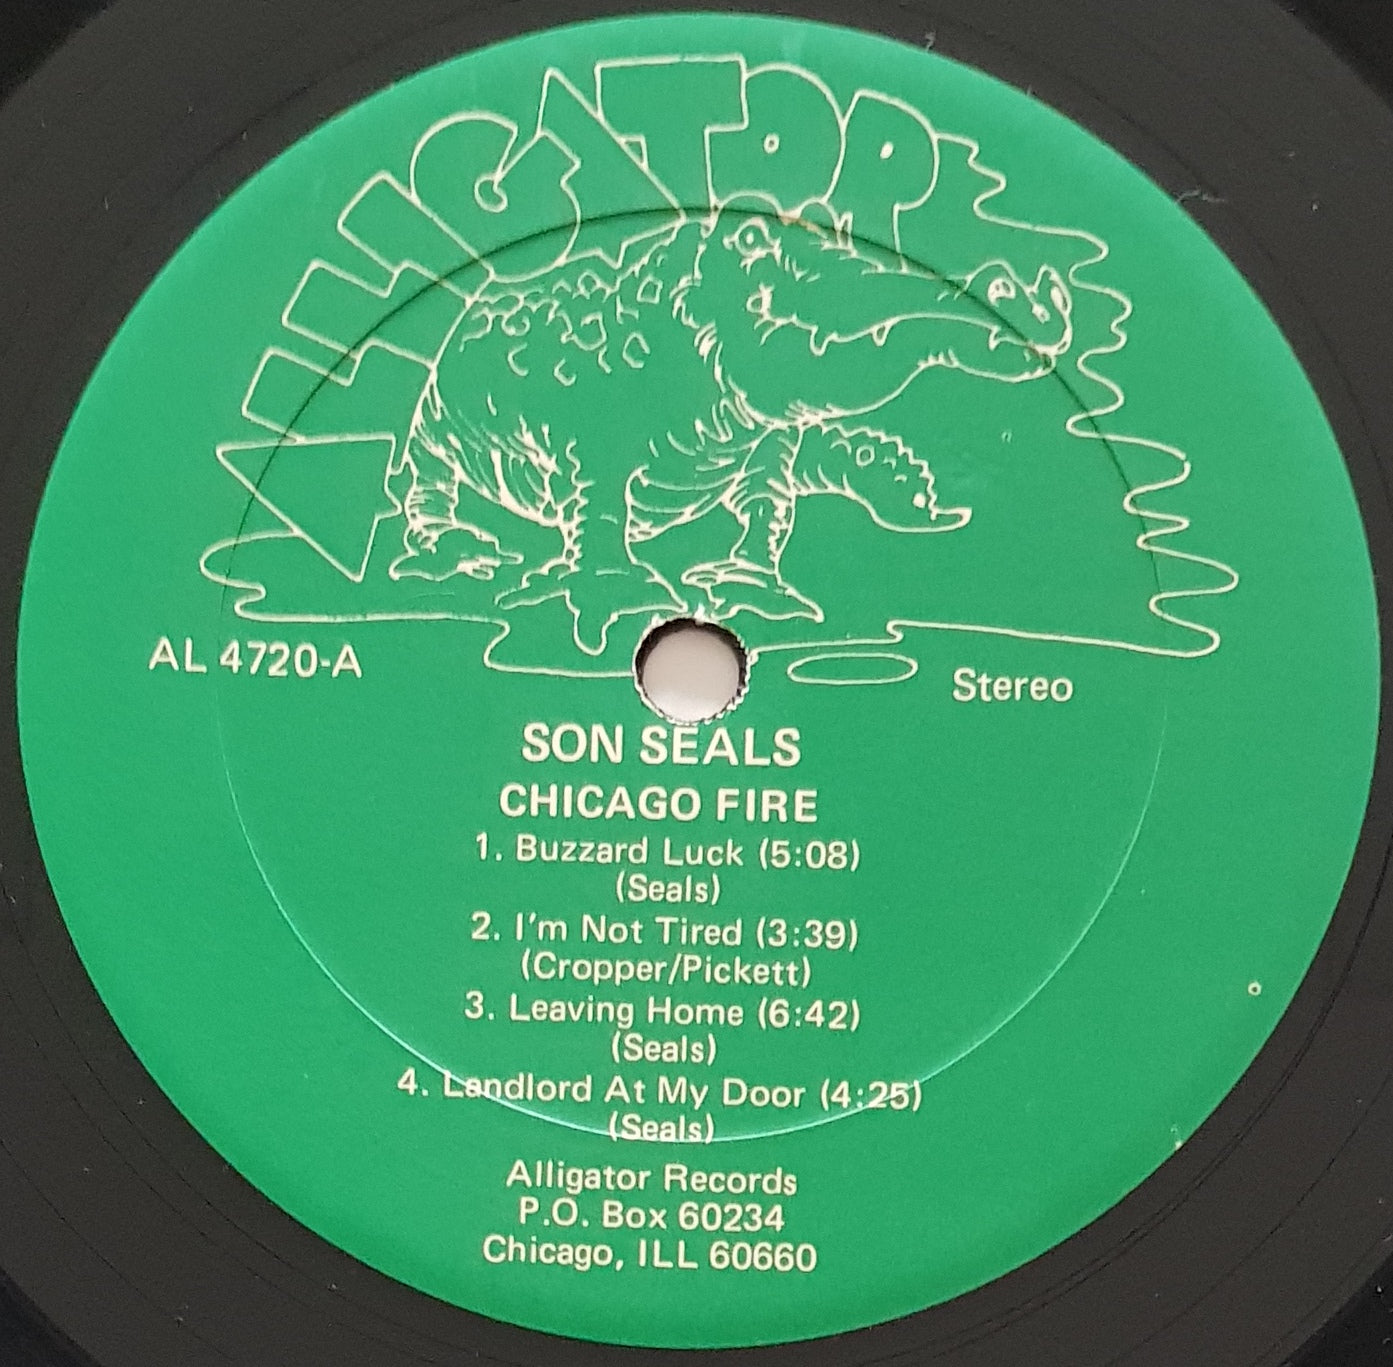 ALLIGATOR
AL 4720-A
Stereo
SON SEALS
CHICAGO FIRE
1. Buzzard Luck (5:08)
(Seals)
2. I'm Not Tired (3:39)
(Cropper/Pickett)
3. Leaving Home (6:42)
(Seals)
4. Landlord At My Door (4:25)
(Seals)
Alligator Records
P.O. Box 60234
Chicago, ILL 60660